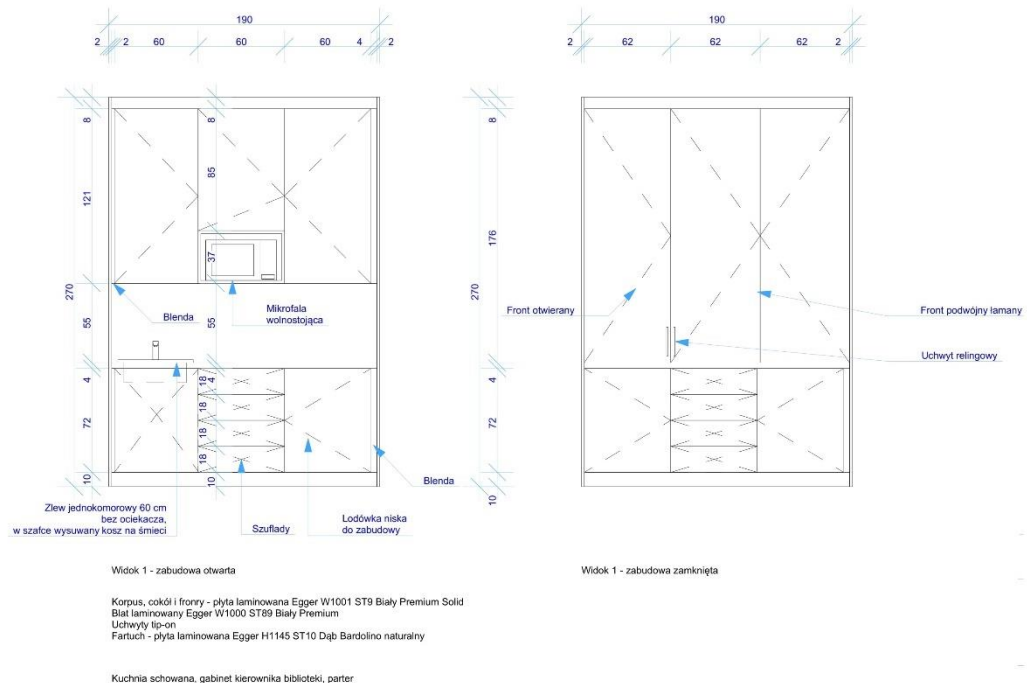 190
190
2 2 60 60 60 4 2
2 62 62 62 2
8
8
8
85
121
176
37
270
270
Mikrofala
wolnostojąca
Blenda
Front otwierany
Front podwójny łamany
55
55
Uchwyt relingowy
4
18
4
4
18
72
18
72
18
Blenda
10
10
10
Zlew jednokomorowy 60 cm
bez ociekacza,
w szafce wysuwany kosz na śmieci
Szuflady
Lodówka niska
do zabudowy
Widok 1 - zabudowa otwarta
Widok 1 - zabudowa zamknięta
Korpus, cokół i fronry - płyta laminowana Egger W1001 ST9 Biały Premium Solid
Blat laminowany Egger W1000 ST89 Biały Premium
Uchwyty tip-on
Fartuch - płyta laminowana Egger H1145 ST10 Dąb Bardolino naturalny
Kuchnia schowana, gabinet kierownika biblioteki, parter